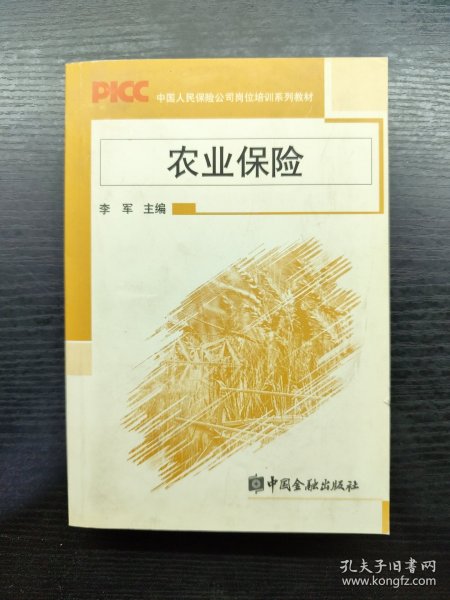 PICC 中国人民保险公司岗位培训系列教材
农业保险
李 军 主编
中国金融出版社
孔夫子旧书网
www.kongfz.com